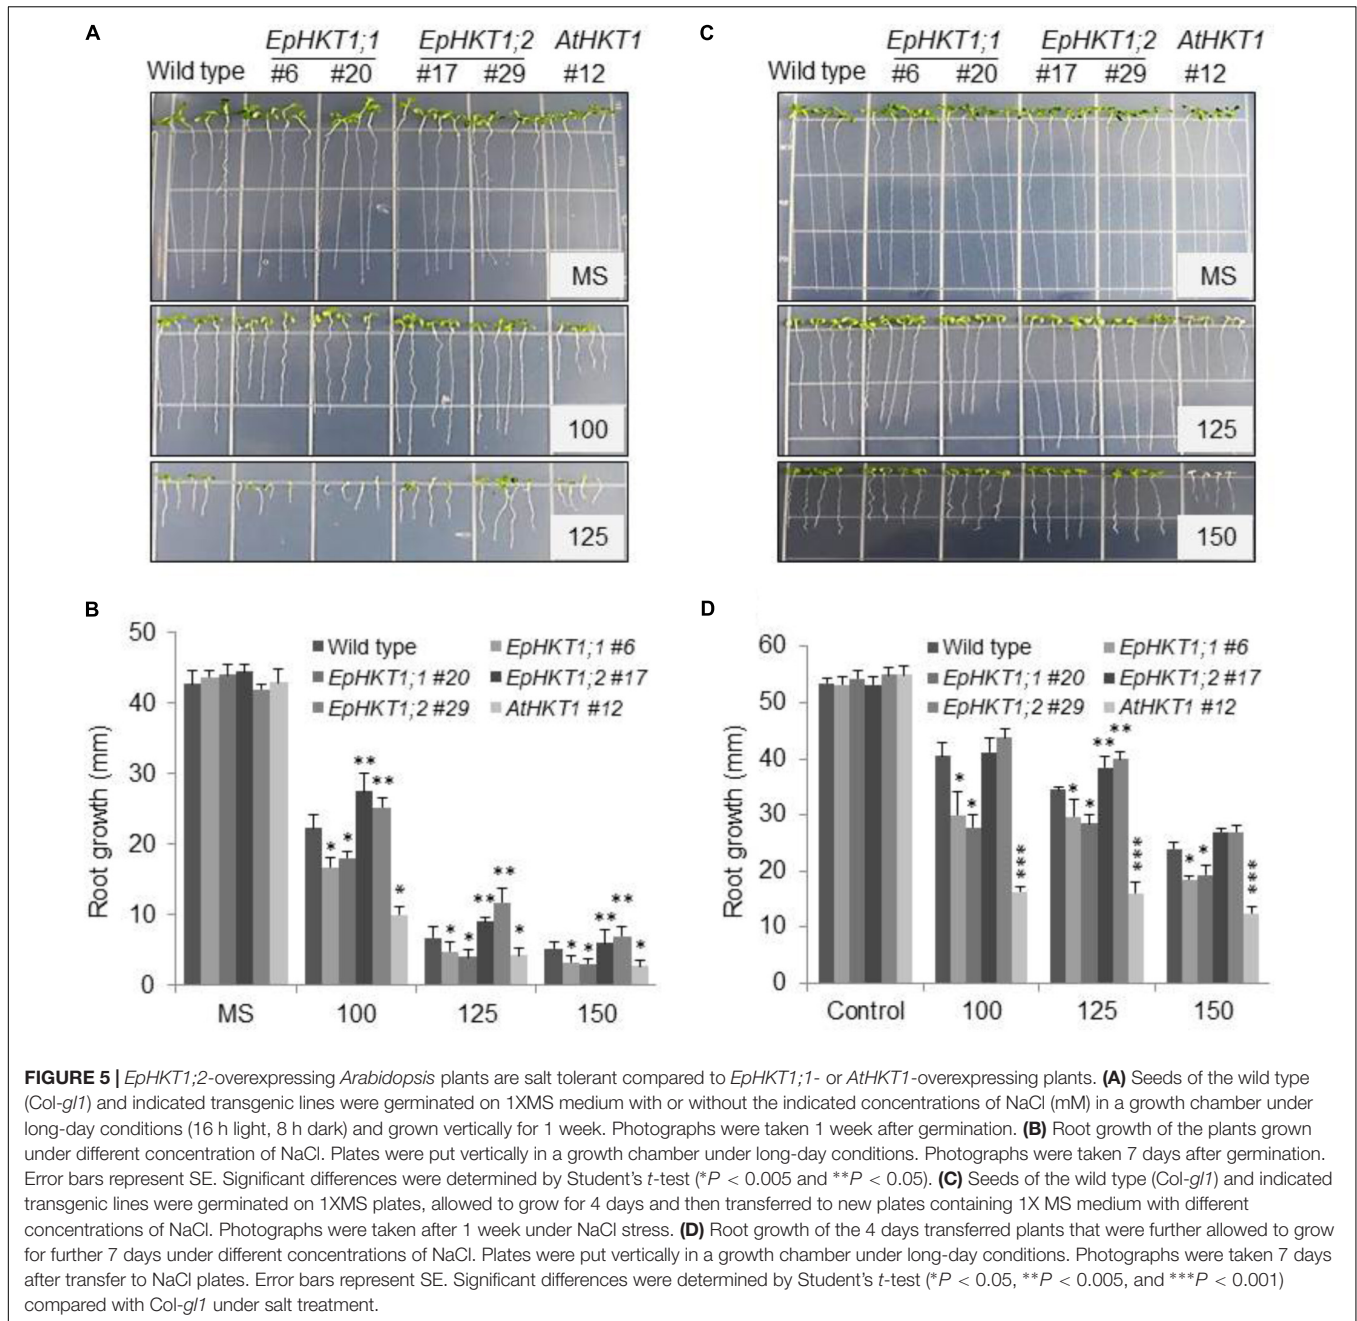 A
EpHKT1;1 EpHKT1;2 AtHKT1
Wild type #6 #20 #17 #29 #12
MS
100
125
C
EpHKT1;1 EpHKT1;2 AtHKT1
Wild type #6 #20 #17 #29 #12
MS
125
150
B
Root growth (mm)
50
40
30
20
10
0
Wild type EpHKT1;1 #6
EpHKT1;1 #20 EpHKT1;2 #17
EpHKT1;2 #29 AtHKT1 #12
* * ** ** *
* * ** ** *
* * ** ** *
MS 100 125 150
D
Root growth (mm)
60
50
40
30
20
10
0
Wild type EpHKT1;1 #6
EpHKT1;1 #20 EpHKT1;2 #17
EpHKT1;2 #29 AtHKT1 #12
* * ***
* * ** ** ***
* * ***
Control 100 125 150
FIGURE 5 | EpHKT1;2-overexpressing Arabidopsis plants are salt tolerant compared to EpHKT1;1- or AtHKT1-overexpressing plants. (A) Seeds of the wild type
(Col-gl1) and indicated transgenic lines were germinated on 1XMS medium with or without the indicated concentrations of NaCl (mM) in a growth chamber under
long-day conditions (16 h light, 8 h dark) and grown vertically for 1 week. Photographs were taken 1 week after germination. (B) Root growth of the plants grown
under different concentration of NaCl. Plates were put vertically in a growth chamber under long-day conditions. Photographs were taken 7 days after germination.
Error bars represent SE. Significant differences were determined by Student's t-test (*P < 0.005 and **P < 0.05). (C) Seeds of the wild type (Col-gl1) and indicated
transgenic lines were germinated on 1XMS plates, allowed to grow for 4 days and then transferred to new plates containing 1X MS medium with different
concentrations of NaCl. Photographs were taken after 1 week under NaCl stress. (D) Root growth of the 4 days transferred plants that were further allowed to grow
for further 7 days under different concentrations of NaCl. Plates were put vertically in a growth chamber under long-day conditions. Photographs were taken 7 days
after transfer to NaCl plates. Error bars represent SE. Significant differences were determined by Student's t-test (*P < 0.05, **P < 0.005, and ***P < 0.001)
compared with Col-gl1 under salt treatment.